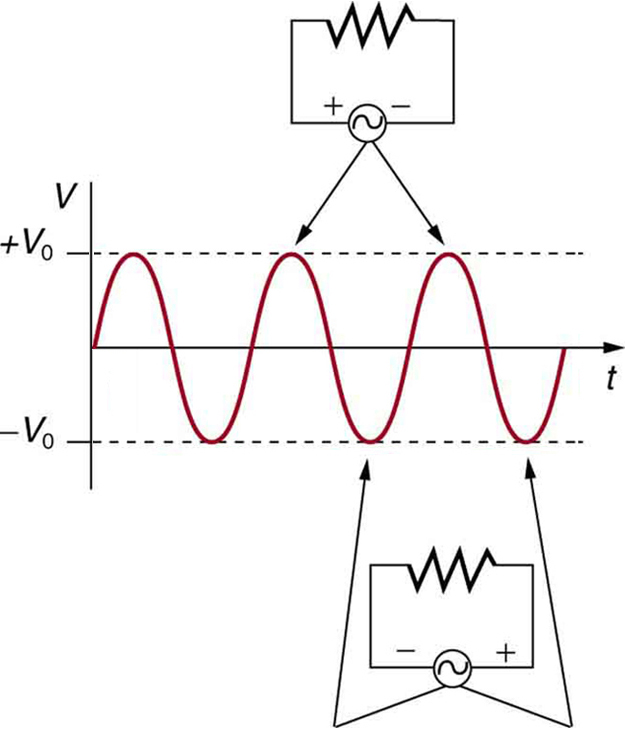 + −
V
+V₀
t
−V₀
− +